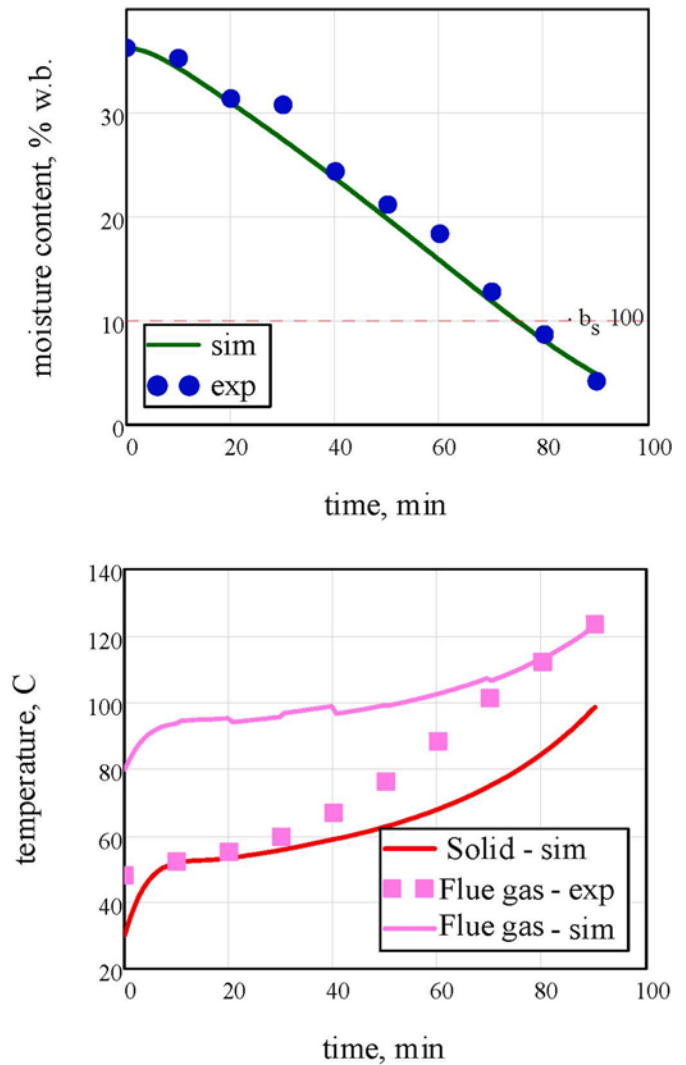 moisture content, % w.b.
30
20
10
0
b_s 100
sim
exp
0 20 40 60 80 100
time, min
temperature, C
140
120
100
80
60
40
20
Solid - sim
Flue gas - exp
Flue gas - sim
0 20 40 60 80 100
time, min